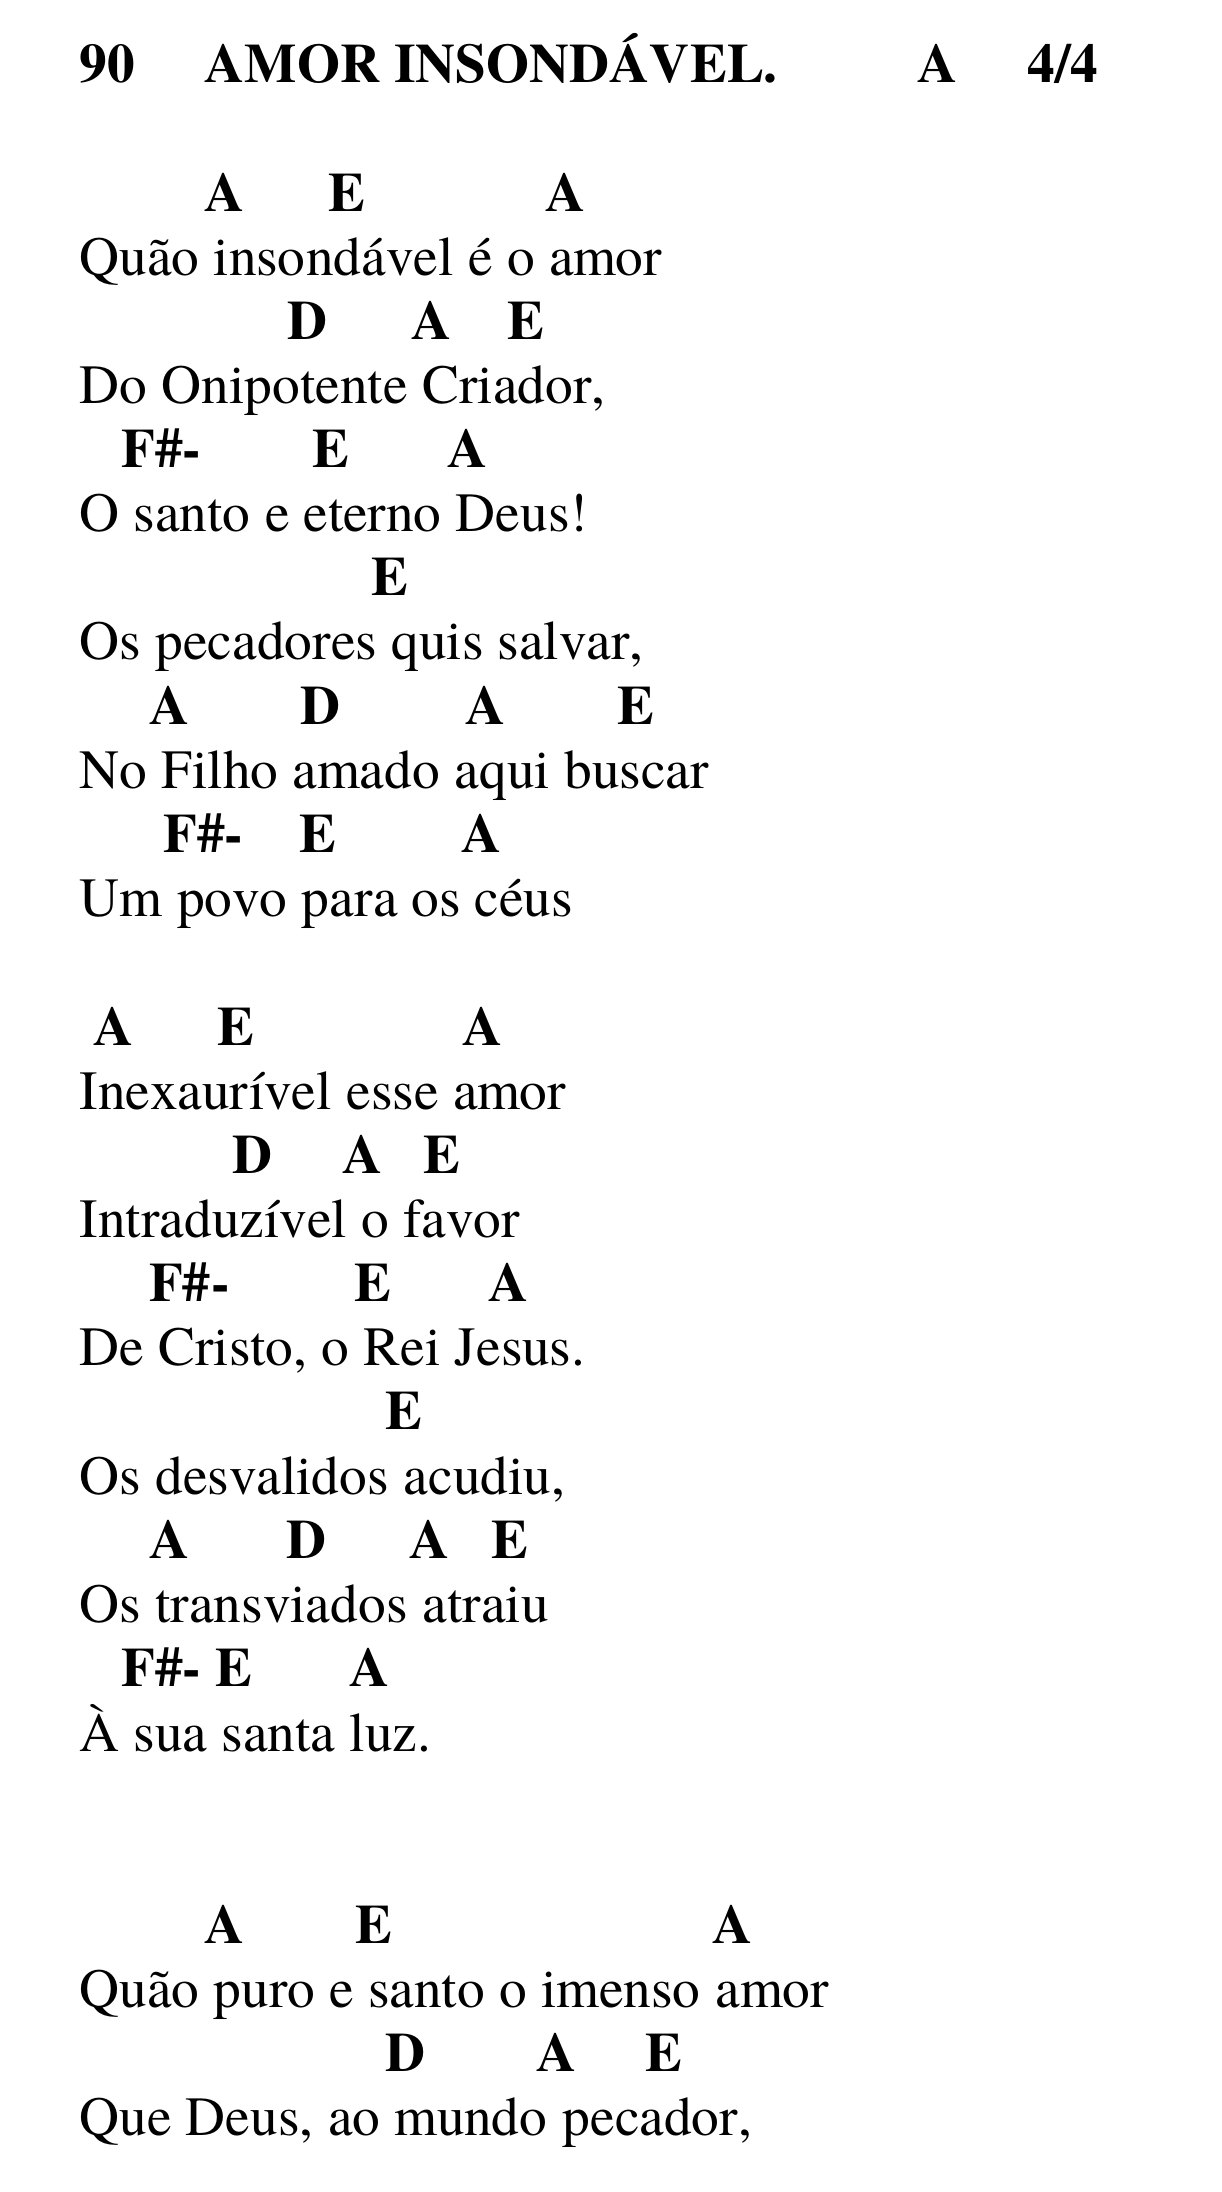 90 AMOR INSONDÁVEL. A 4/4
A E A
Quão insondável é o amor
D A E
Do Onipotente Criador,
F#- E A
O santo e eterno Deus!
E
Os pecadores quis salvar,
A D A E
No Filho amado aqui buscar
F#- E A
Um povo para os céus
A E A
Inexaurível esse amor
D A E
Intraduzível o favor
F#- E A
De Cristo, o Rei Jesus.
E
Os desvalidos acudiu,
A D A E
Os transviados atraiu
F#- E A
À sua santa luz.
A E A
Quão puro e santo o imenso amor
D A E
Que Deus, ao mundo pecador,